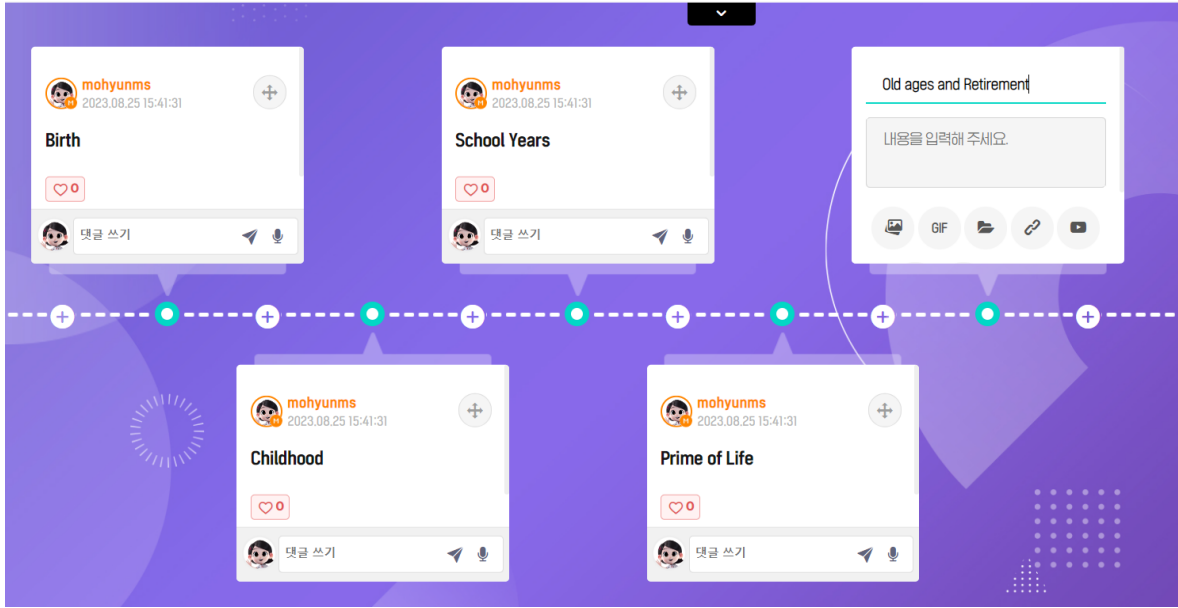 mohyunms
2023.08.25 15:41:31
Birth
0
댓글 쓰기
mohyunms
2023.08.25 15:41:31
School Years
0
댓글 쓰기
Old ages and Retirement
내용을 입력해 주세요.
GIF
mohyunms
2023.08.25 15:41:31
Childhood
0
댓글 쓰기
mohyunms
2023.08.25 15:41:31
Prime of Life
0
댓글 쓰기